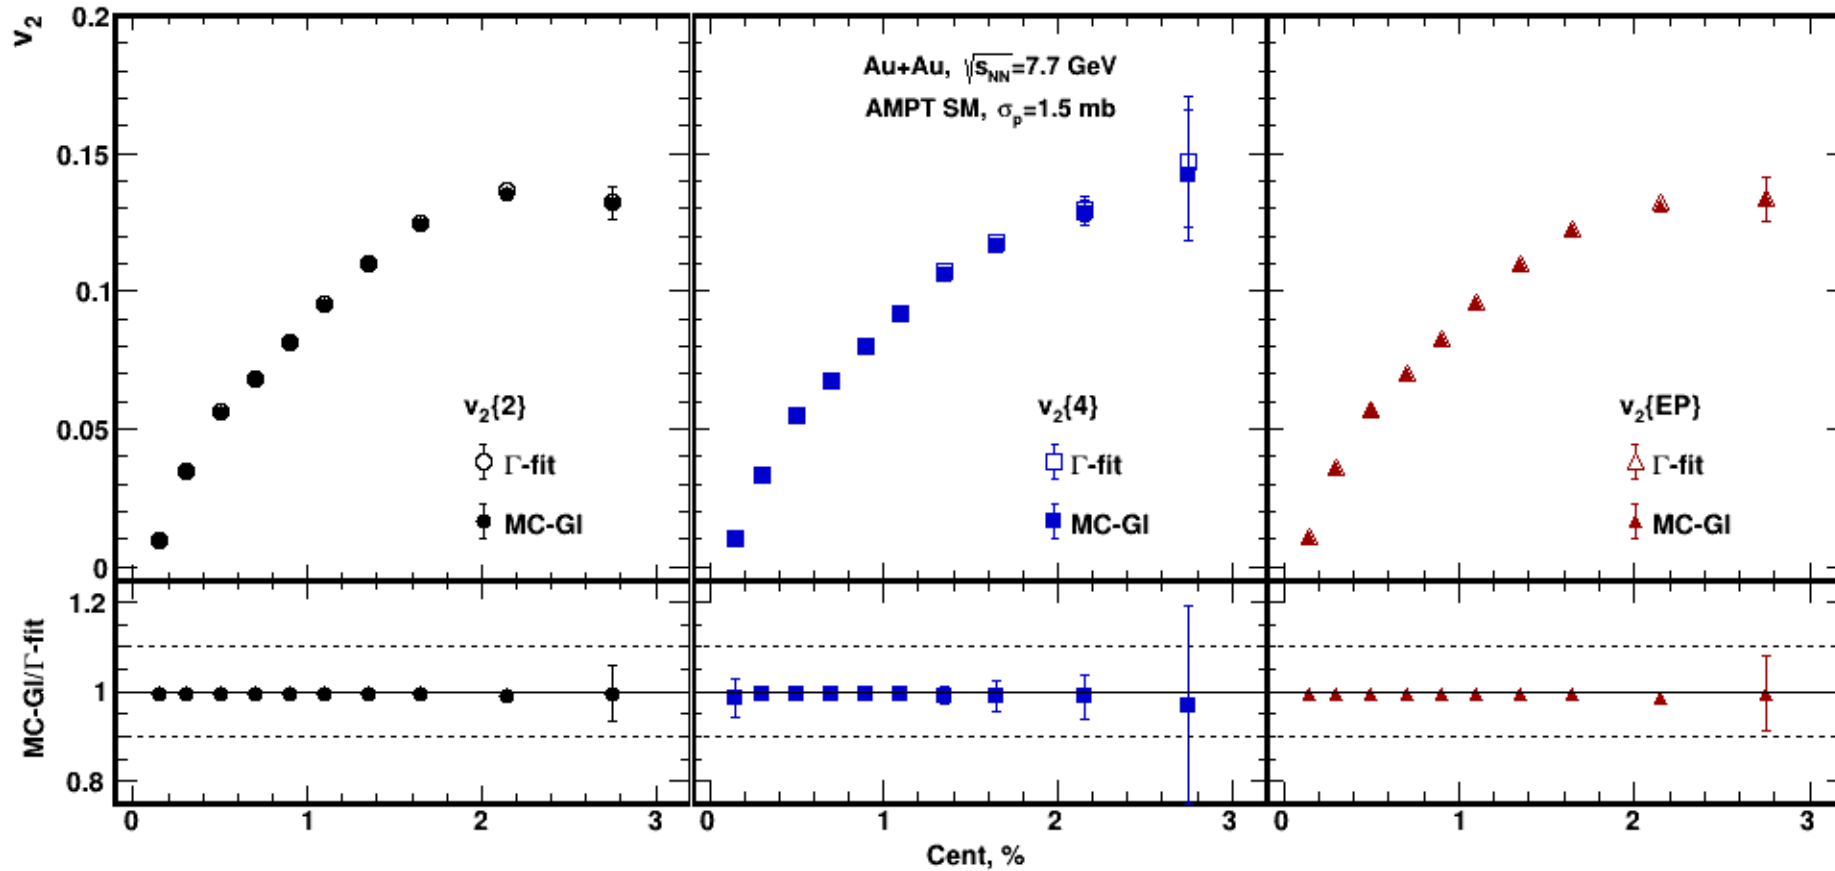 v₂
0.2
0.15
0.1
0.05
0
Au+Au, √s_NN=7.7 GeV
AMPT SM, σ_p=1.5 mb
v₂{2}
Γ-fit
MC-Gl
v₂{4}
Γ-fit
MC-Gl
v₂{EP}
Γ-fit
MC-Gl
MC-Gl/Γ-fit
1.2
1
0.8
0 1 2 3
0 1 2 3
0 1 2 3
Cent, %